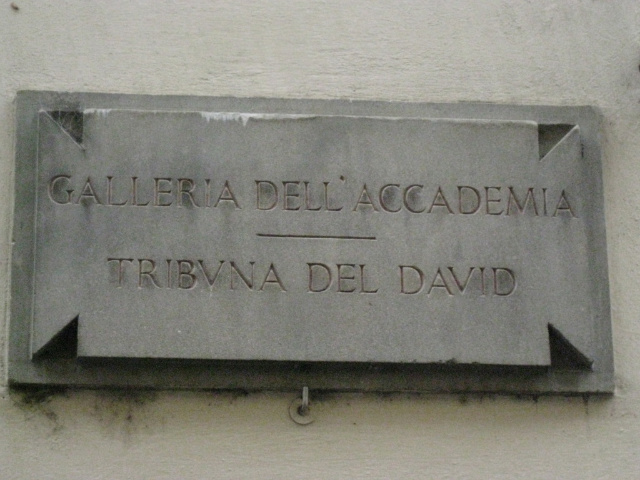 GALLERIA DELL'ACCADEMIA
TRIBVNA DEL DAVID